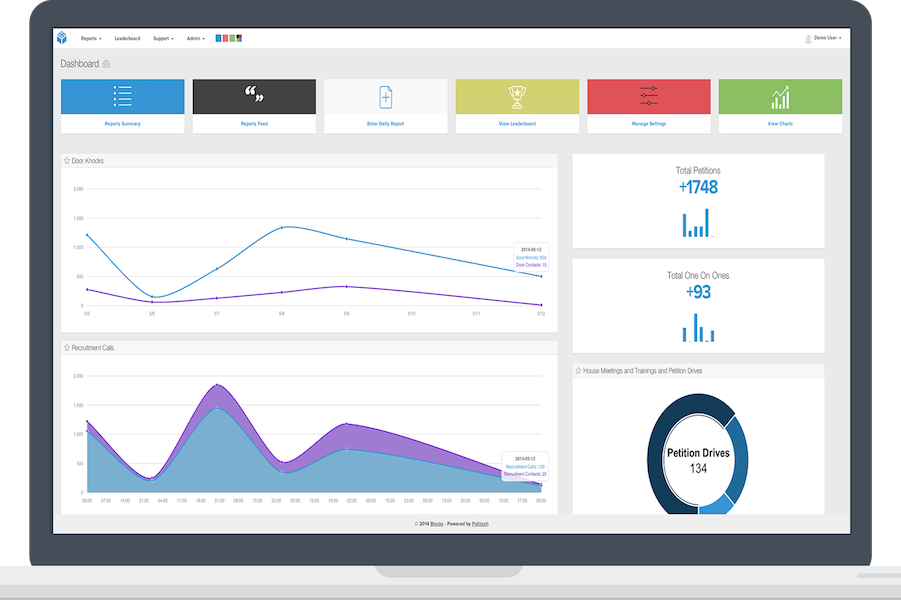 Reports Leaderboard Support Admin Demo User
Dashboard
Reports Summary
Reports Feed
Enter Daily Report
View Leaderboard
Manage Settings
View Charts
Door Knocks
2,000
1,500
1,000
500
0
5/5 5/6 5/7 5/8 5/9 5/10 5/11 5/12
2014-05-12
Door Knocks: 505
Door Contacts: 10
Total Petitions
+1748
Total One On Ones
+93
Recruitment Calls
2,000
1,500
1,000
500
0
00:00 07:00 14:00 21:00 04:00 11:00 18:00 01:00 08:00 15:00 22:00 05:00 12:00 19:00 02:00 09:00 16:00 23:00 06:00 13:00 20:00 03:00 10:00 17:00 00:00
2014-05-12
Recruitment Calls: 120
Recruitment Contacts: 20
House Meetings and Trainings and Petition Drives
Petition Drives
134
© 2014 Blocks - Powered by Politech